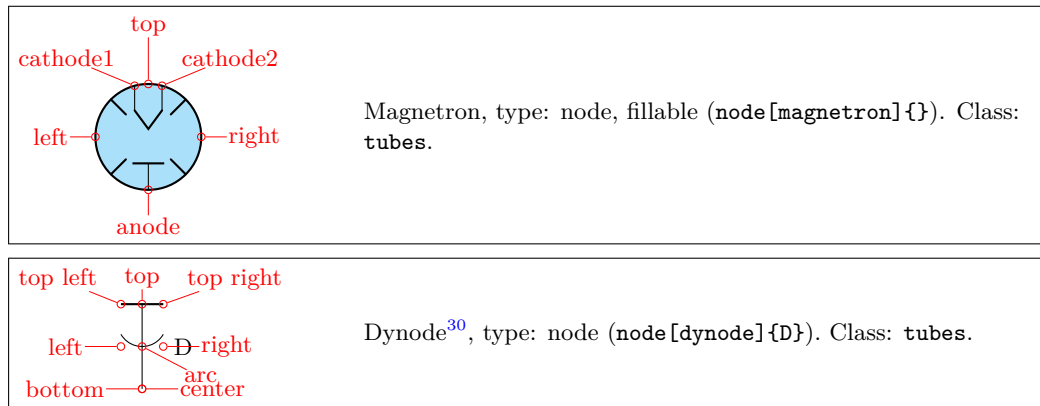 top
cathode1 cathode2
left right
anode
Magnetron, type: node, fillable (node[magnetron]{}). Class:
tubes.
top left top top right
left D right
arc
bottom center
Dynode30, type: node (node[dynode]{D}). Class: tubes.